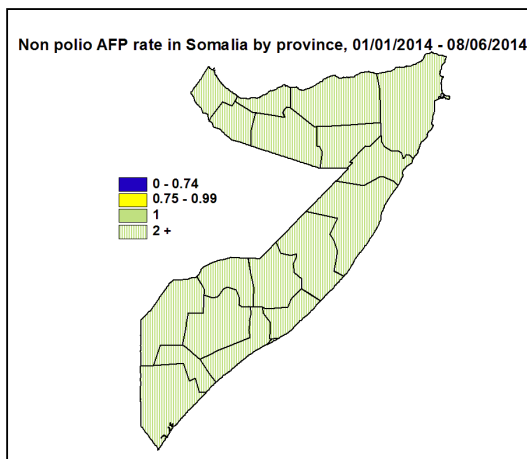 Non polio AFP rate in Somalia by province, 01/01/2014 - 08/06/2014
0 - 0.74
0.75 - 0.99
1
2 +